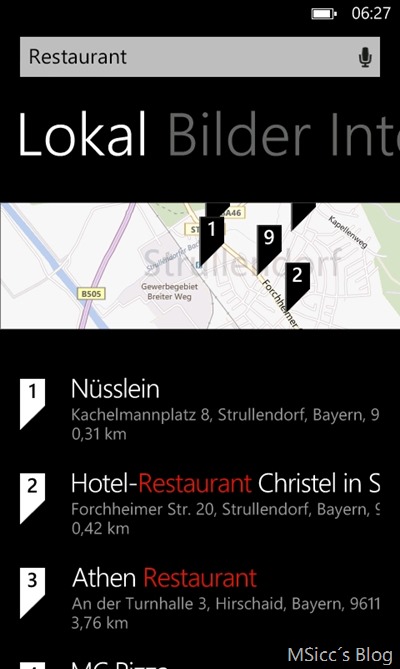 06:27
Restaurant
Lokal Bilder Inte
A46
Kapellenweg
1
9
2
Strullendorfer Bac
Strullendorf
B505
Gewerbegebiet
Breiter Weg
Forchheimer
1
Nüsslein
Kachelmannplatz 8, Strullendorf, Bayern, 9
0,31 km
2
Hotel-Restaurant Christel in S
Forchheimer Str. 20, Strullendorf, Bayern, 9
0,42 km
3
Athen Restaurant
An der Turnhalle 3, Hirschaid, Bayern, 9611
3,76 km
MC Pizza
MSicc´s Blog